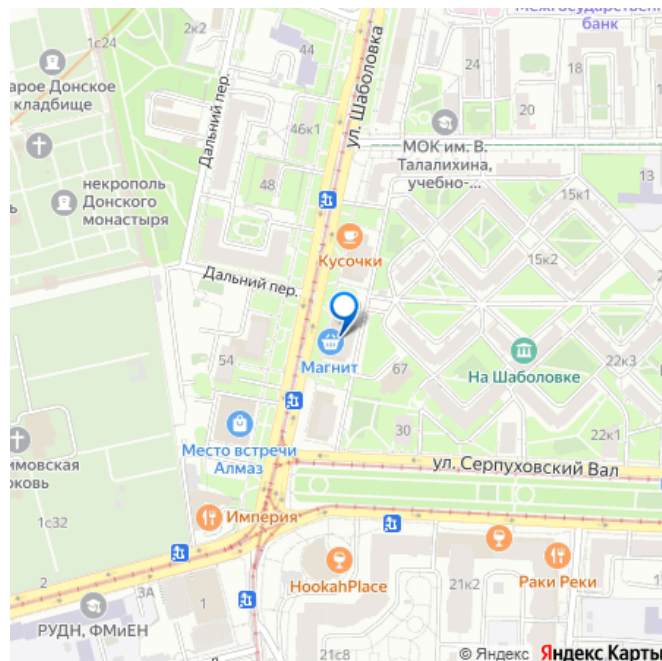 Межгосударственн
банк
1с24
2к2
44
24
18
20
арое Донское
кладбище
Дальний пер.
46к1
ул. Шаболовка
МОК им. В.
Талалихина,
учебно-...
13
некрополь
Донского
монастыря
48
15к1
Кусочки
15к2
Дальний пер.
54
Магнит
67
На Шаболовке
22к3
30
22к1
Место встречи
Алмаз
ул. Серпуховский Вал
имовская
рковь
1с32
Империя
HookahPlace
21к2
Раки Реки
2
3А
1
РУДН, ФМиЕН
21с8
© Яндекс Яндекс Карты